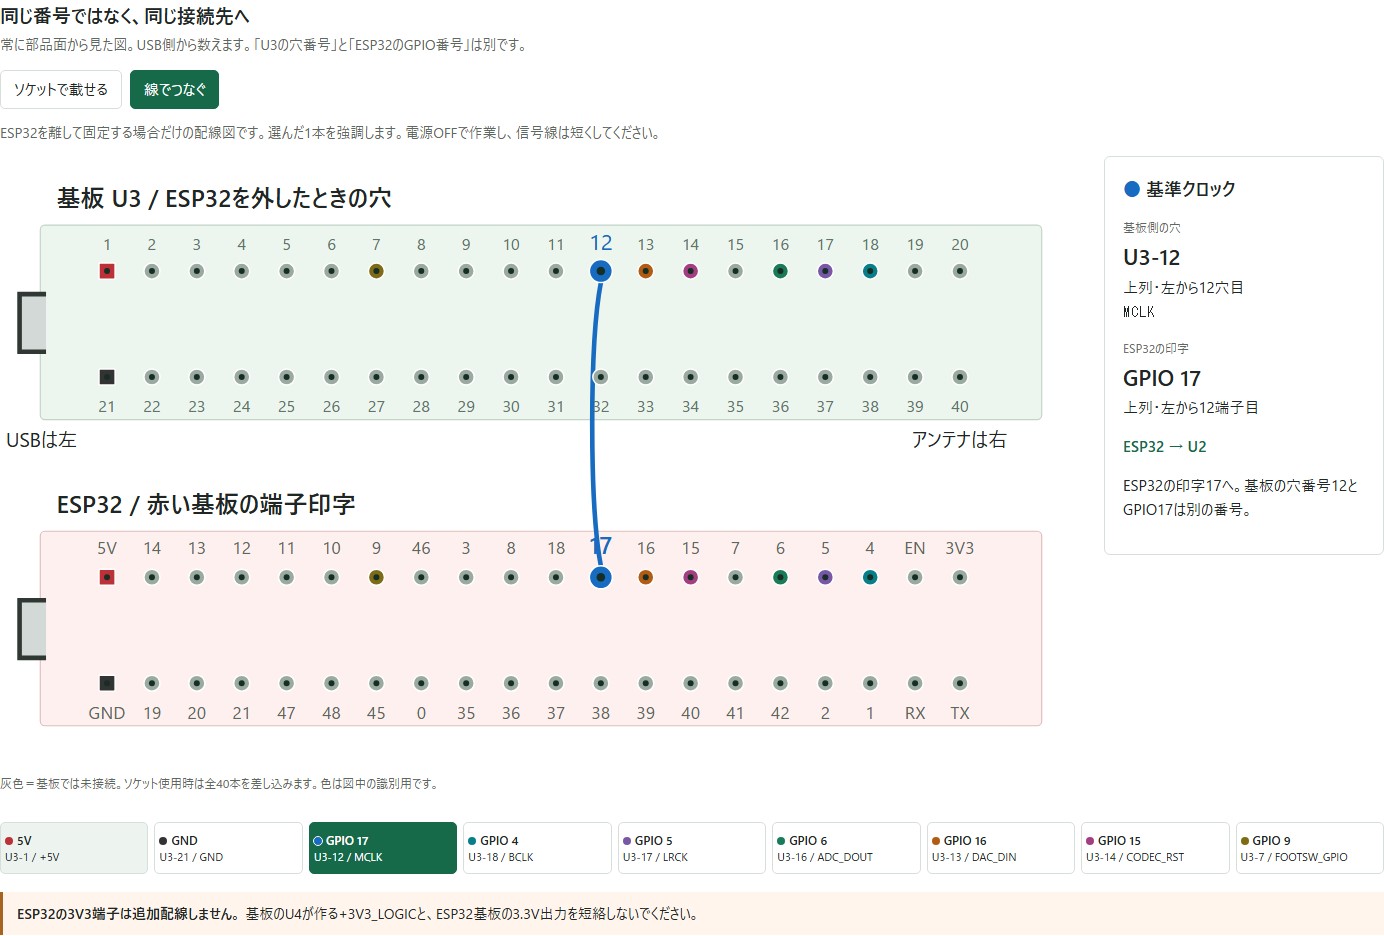 同じ番号ではなく、同じ接続先へ
常に部品面から見た図。USB側から数えます。「U3の穴番号」と「ESP32のGPIO番号」は別です。
ソケットで載せる 線でつなぐ
ESP32を離して固定する場合だけの配線図です。選んだ1本を強調します。電源OFFで作業し、信号線は短くしてください。
基板 U3 / ESP32を外したときの穴
1 2 3 4 5 6 7 8 9 10 11 12 13 14 15 16 17 18 19 20
21 22 23 24 25 26 27 28 29 30 31 32 33 34 35 36 37 38 39 40
USBは左 アンテナは右
ESP32 / 赤い基板の端子印字
5V 14 13 12 11 10 9 46 3 8 18 17 16 15 7 6 5 4 EN 3V3
GND 19 20 21 47 48 45 0 35 36 37 38 39 40 41 42 2 1 RX TX
基準クロック
基板側の穴
U3-12
上列・左から12穴目
MCLK
ESP32の印字
GPIO 17
上列・左から12端子目
ESP32 → U2
ESP32の印字17へ。基板の穴番号12と
GPIO17は別の番号。
灰色＝基板では未接続。ソケット使用時は全40本を差し込みます。色は図中の識別用です。
5V
U3-1 / +5V
GND
U3-21 / GND
GPIO 17
U3-12 / MCLK
GPIO 4
U3-18 / BCLK
GPIO 5
U3-17 / LRCK
GPIO 6
U3-16 / ADC_DOUT
GPIO 16
U3-13 / DAC_DIN
GPIO 15
U3-14 / CODEC_RST
GPIO 9
U3-7 / FOOTSW_GPIO
ESP32の3V3端子は追加配線しません。 基板のU4が作る+3V3_LOGICと、ESP32基板の3.3V出力を短絡しないでください。